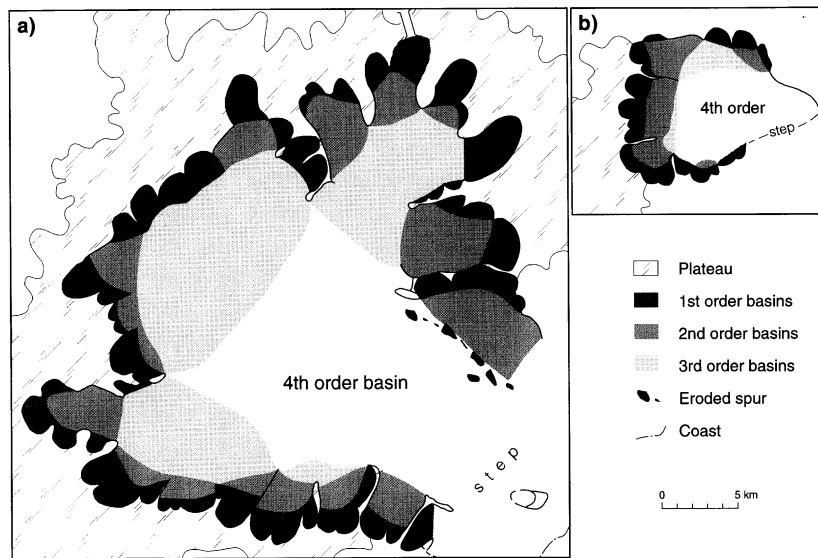 a)
4th order basin
step
b)
4th order
step
Plateau
1st order basins
2nd order basins
3rd order basins
Eroded spur
Coast
0 5 km